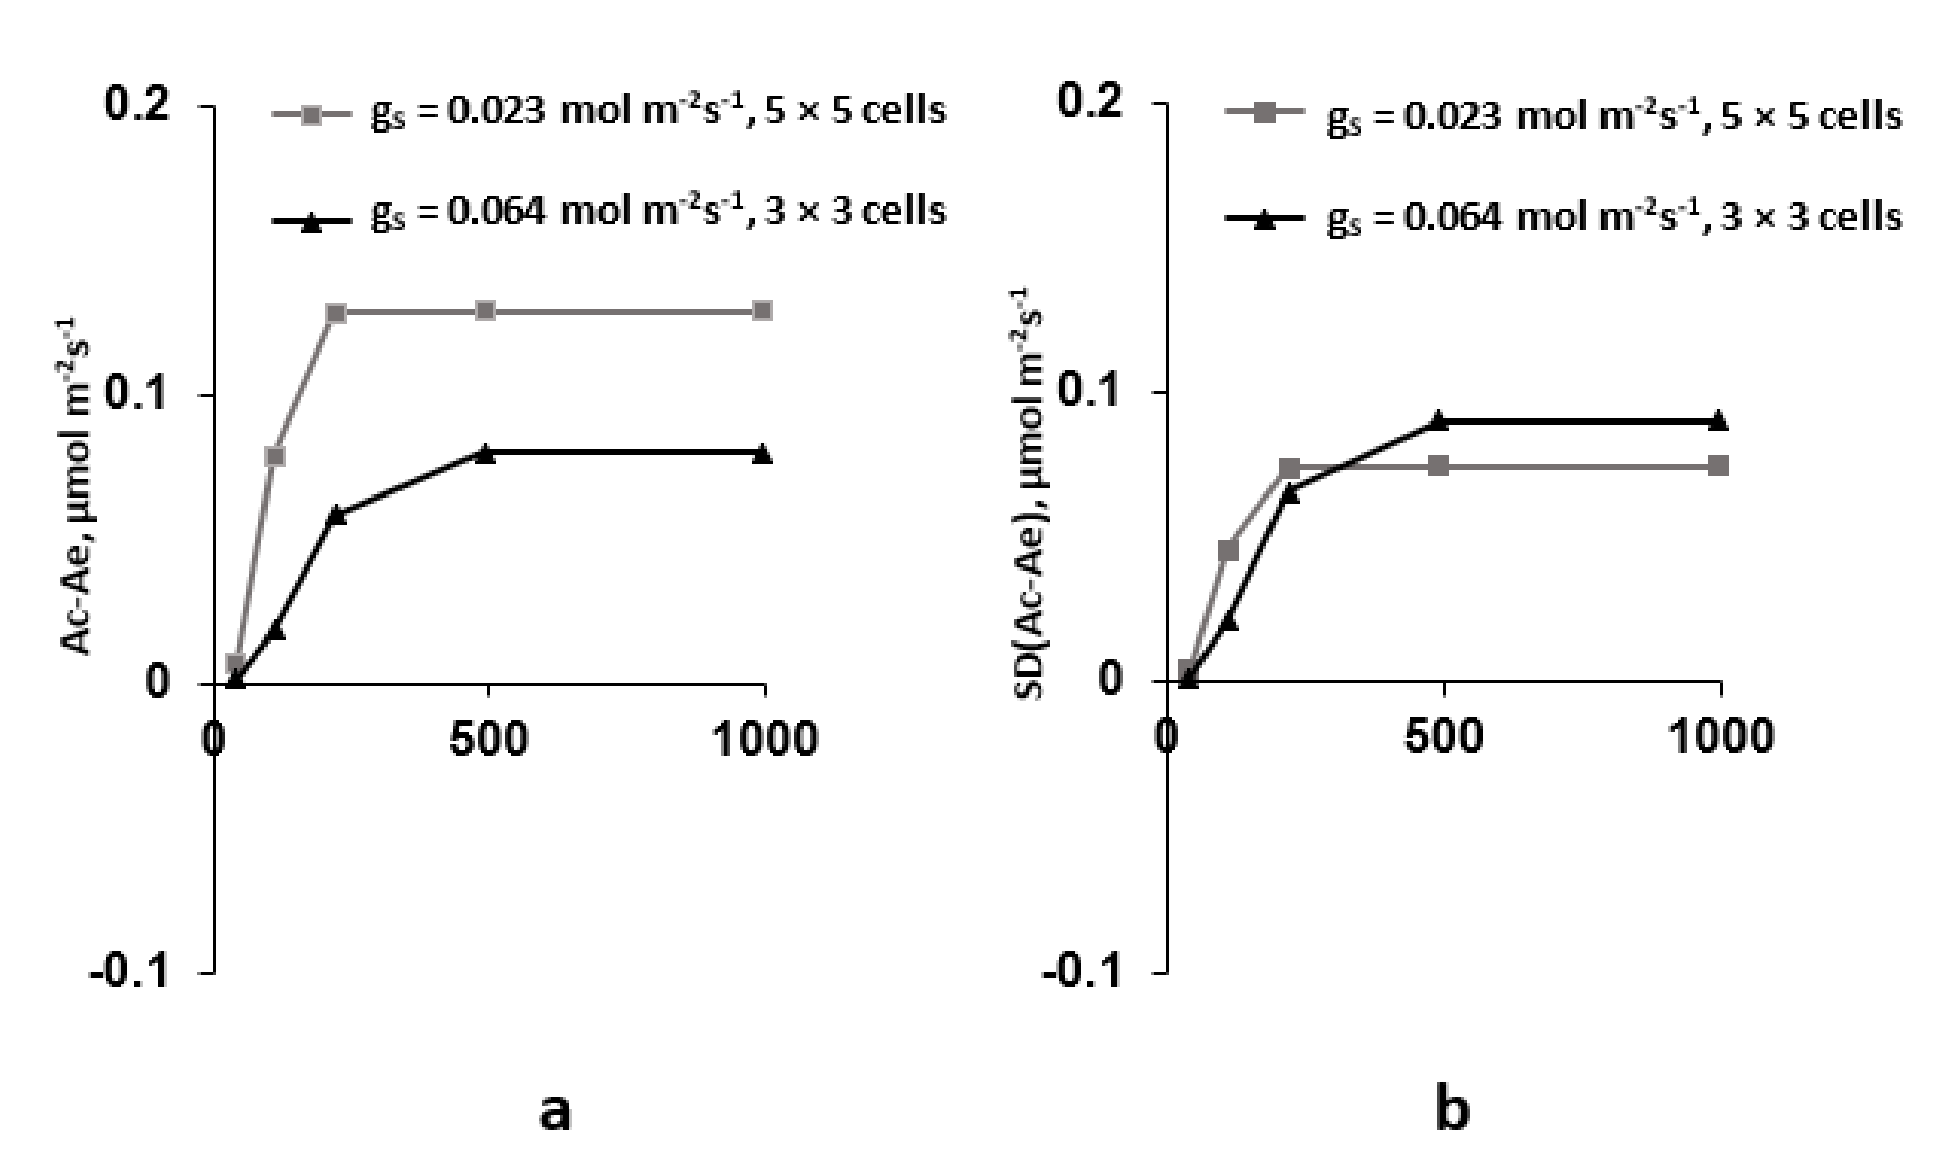 0.2
gₛ = 0.023 mol m⁻²s⁻¹, 5 × 5 cells
gₛ = 0.064 mol m⁻²s⁻¹, 3 × 3 cells
Ac-Ae, µmol m⁻²s⁻¹
0.1
0
0 500 1000
-0.1
a
0.2
gₛ = 0.023 mol m⁻²s⁻¹, 5 × 5 cells
gₛ = 0.064 mol m⁻²s⁻¹, 3 × 3 cells
SD(Ac-Ae), µmol m⁻²s⁻¹
0.1
0
0 500 1000
-0.1
b